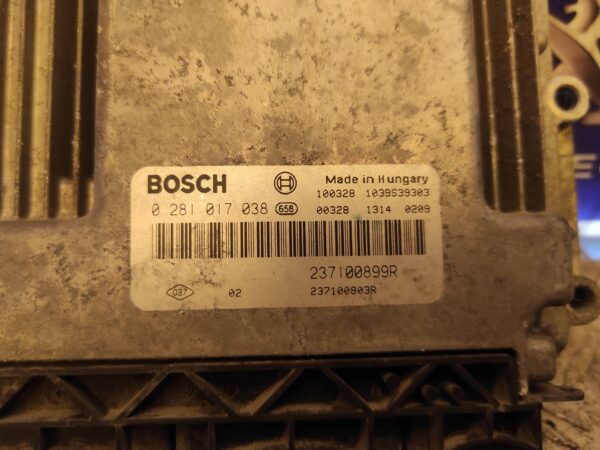 BOSCH Made in Hungary
100328 1039S39303
0 281 017 038 658 00328 1314 0209
237100899R
037 02 237100803R